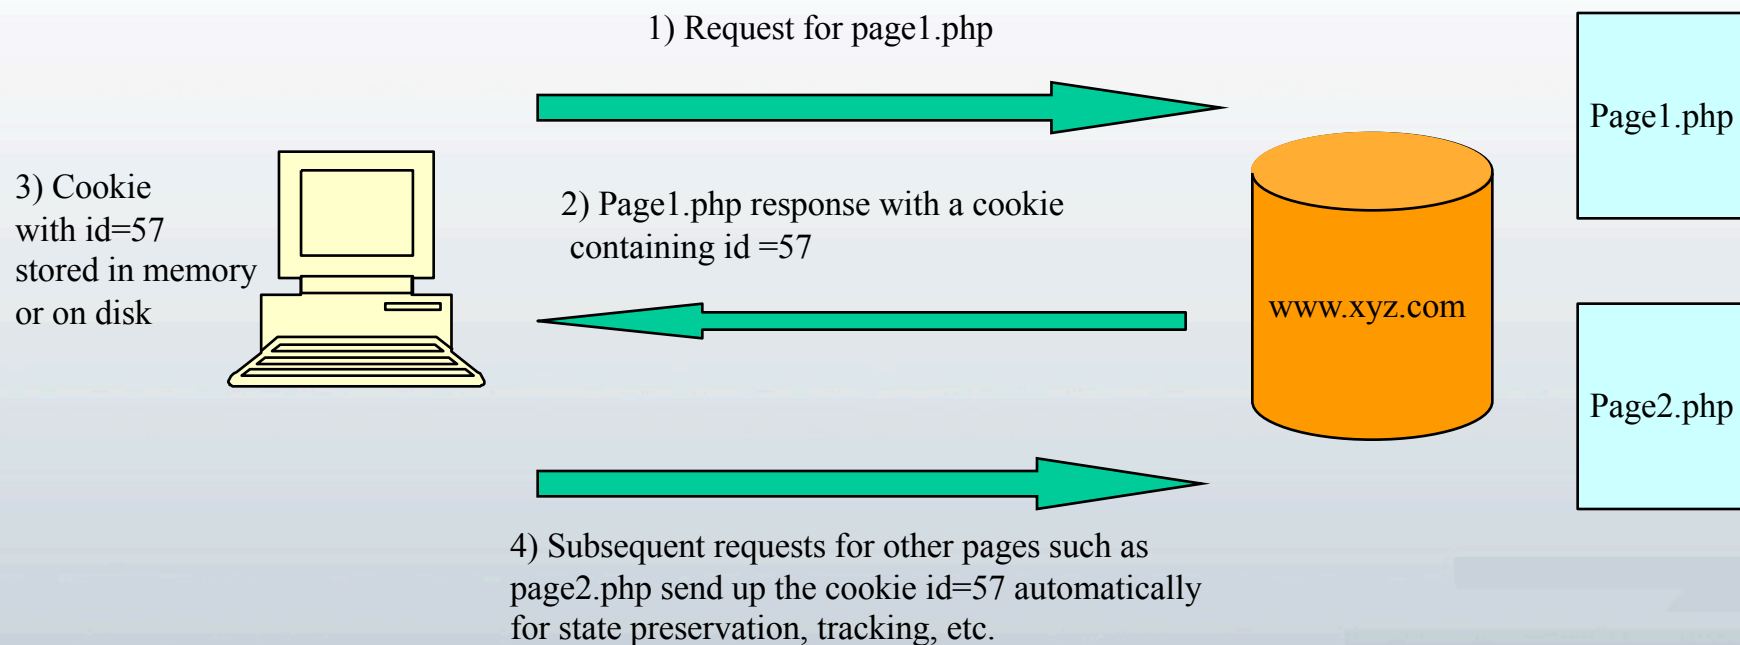 1) Request for page1.php
Page1.php
3) Cookie
with id=57
stored in memory
or on disk
2) Page1.php response with a cookie
containing id =57
www.xyz.com
Page2.php
4) Subsequent requests for other pages such as
page2.php send up the cookie id=57 automatically
for state preservation, tracking, etc.